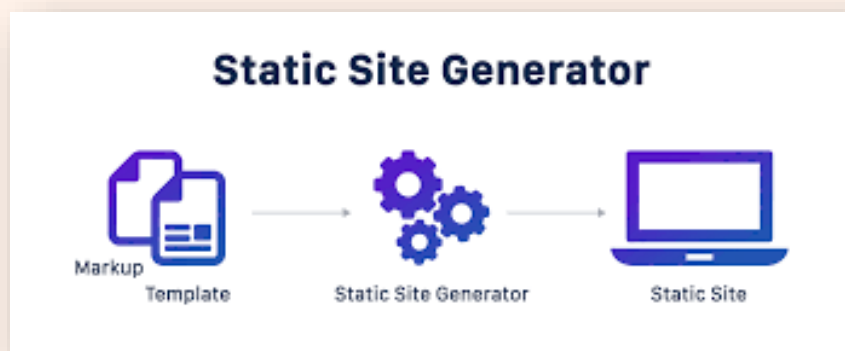 Static Site Generator
Markup
Template
Static Site Generator
Static Site